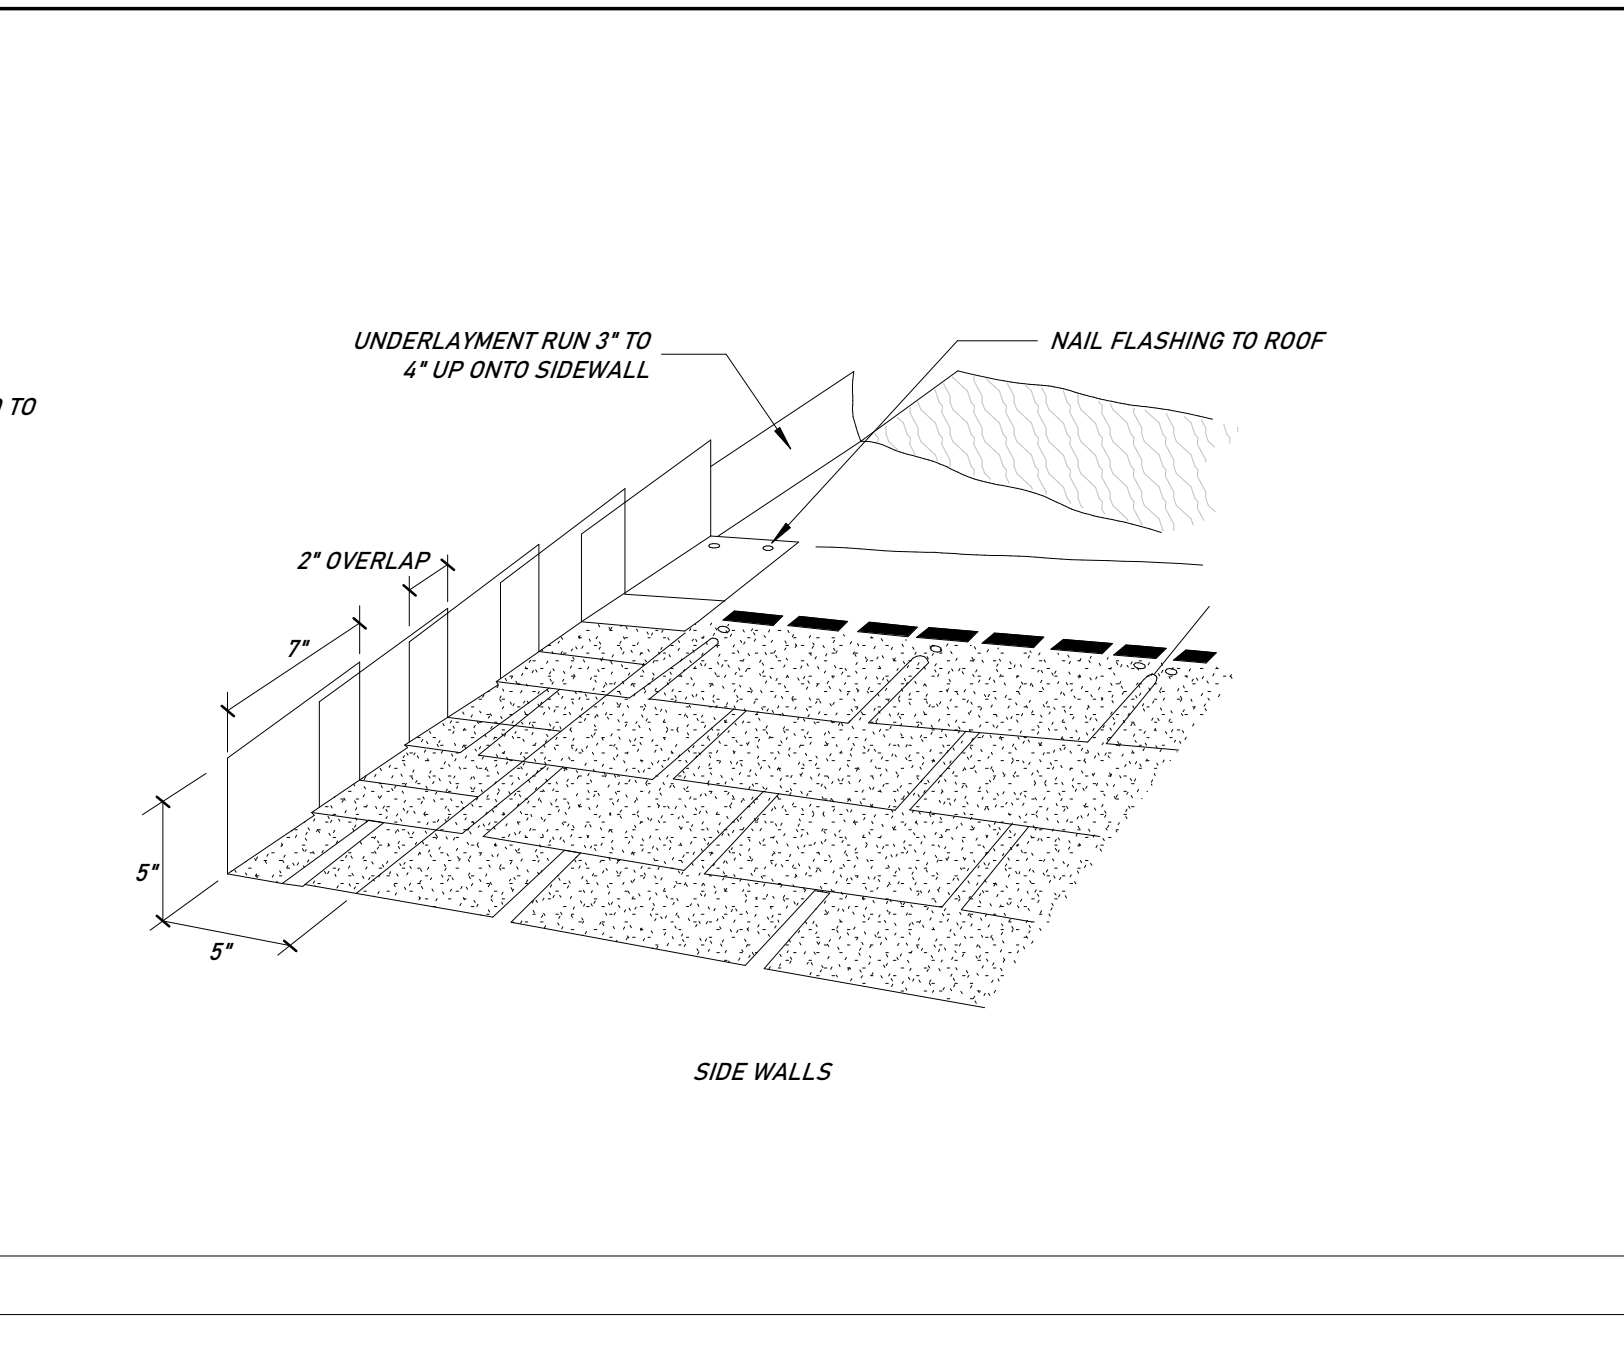 UNDERLAYMENT RUN 3" TO
4" UP ONTO SIDEWALL
NAIL FLASHING TO ROOF
TO
2" OVERLAP
7"
5"
5"
SIDE WALLS